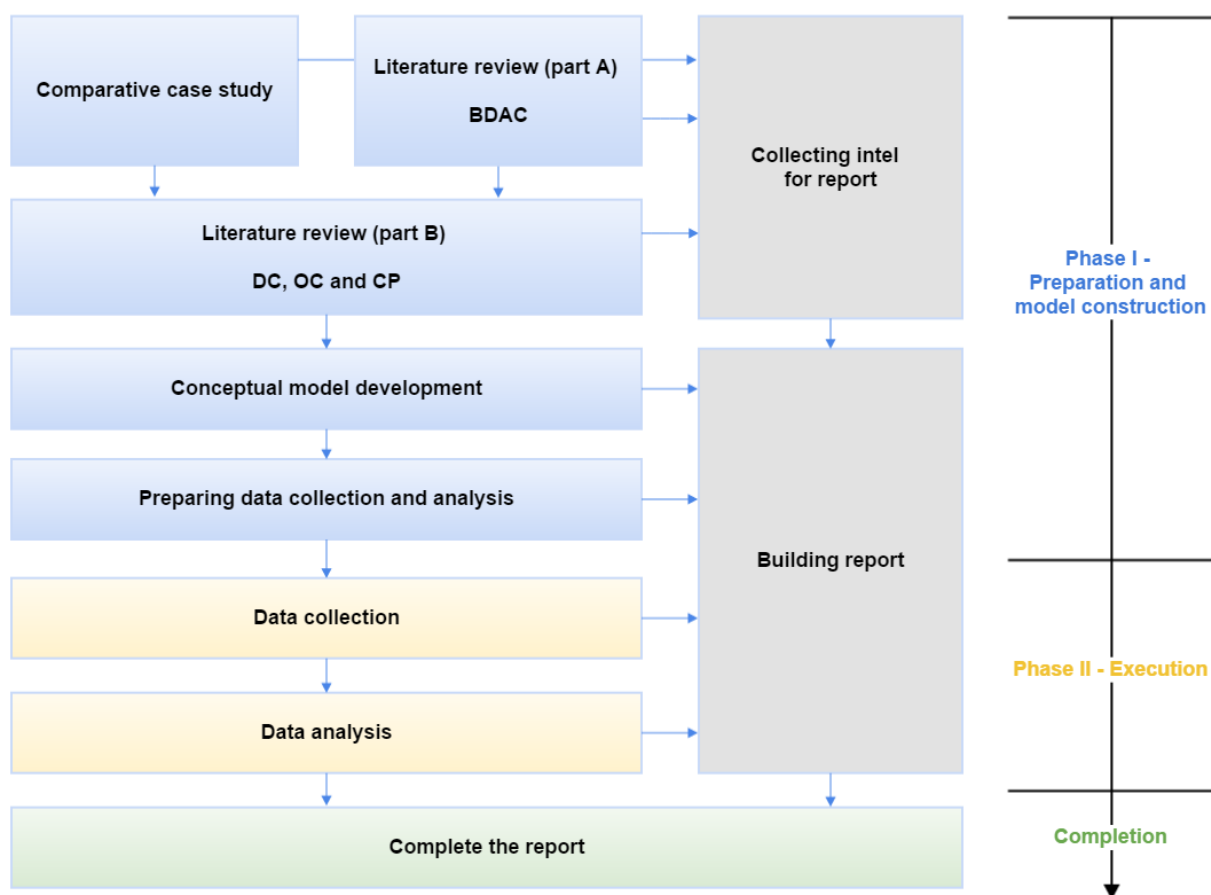 Comparative case study
Literature review (part A)
BDAC
Collecting intel
for report
Literature review (part B)
DC, OC and CP
Conceptual model development
Preparing data collection and analysis
Building report
Data collection
Data analysis
Complete the report
Phase I -
Preparation and
model construction
Phase II - Execution
Completion